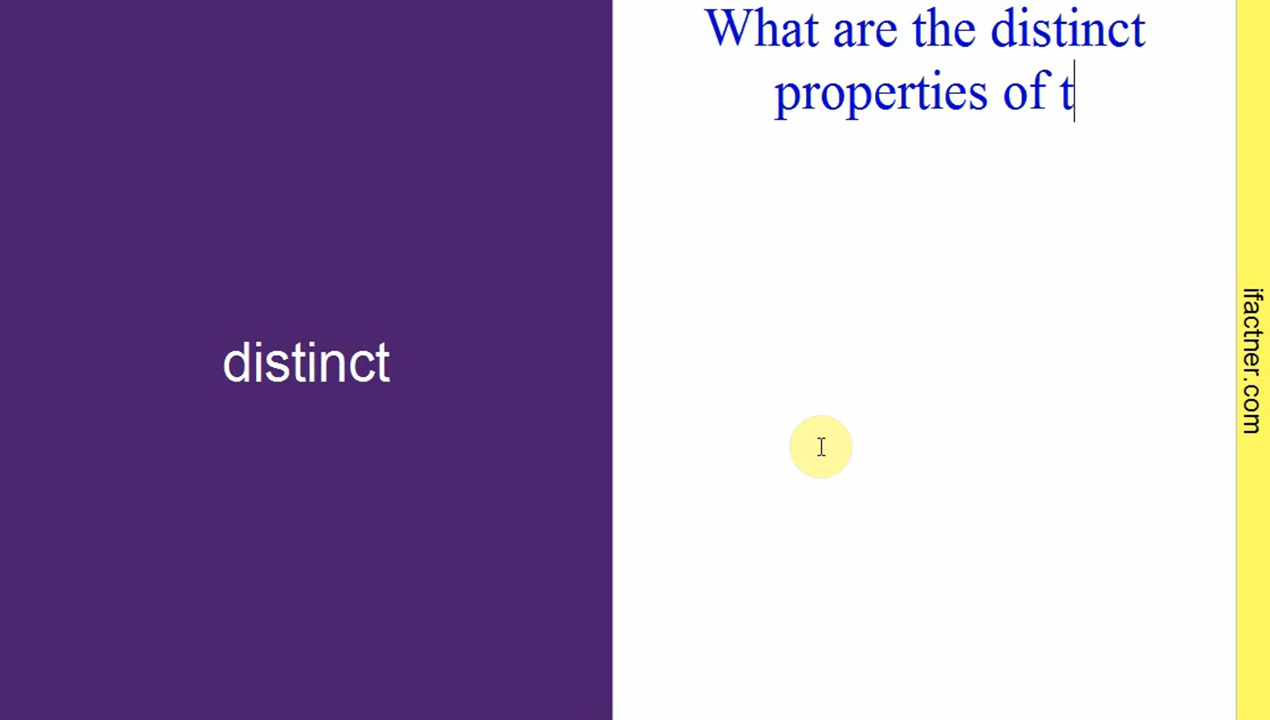 What are the distinct
properties of t
distinct
ifactner.com